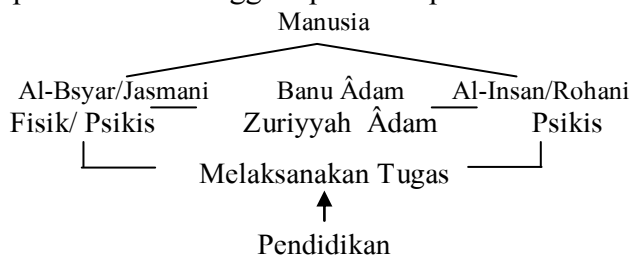 Manusia
Al-Bsyar/Jasmani Banu Âdam Al-Insan/Rohani
Fisik/ Psikis Zuriyyah Âdam Psikis
Melaksanakan Tugas
Pendidikan